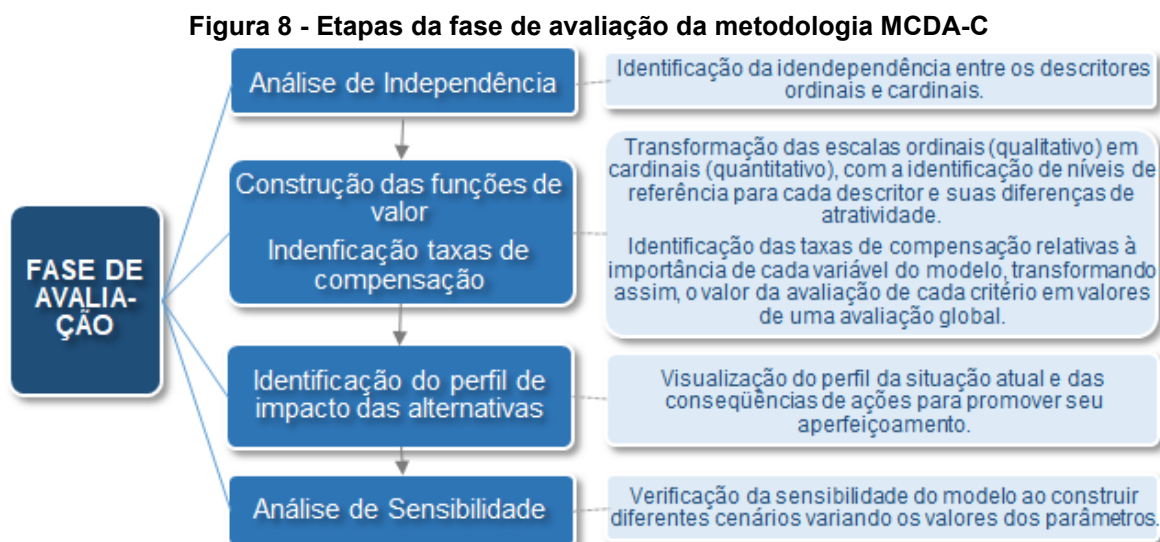 Figura 8 - Etapas da fase de avaliação da metodologia MCDA-C
FASE DE
AVALIA-
ÇÃO
Análise de Independência
Identificação da idendependência entre os descritores
ordinais e cardinais.
Construção das funções de
valor
Indenficação taxas de
compensação
Transformação das escalas ordinais (qualitativo) em
cardinais (quantitativo), com a identificação de níveis de
referência para cada descritor e suas diferenças de
atratividade.
Identificação das taxas de compensação relativas à
importância de cada variável do modelo, transformando
assim, o valor da avaliação de cada critério em valores
de uma avaliação global.
Identificação do perfil de
impacto das alternativas
Visualização do perfil da situação atual e das
conseqüências de ações para promover seu
aperfeiçoamento.
Análise de Sensibilidade
Verificação da sensibilidade do modelo ao construir
diferentes cenários variando os valores dos parâmetros.